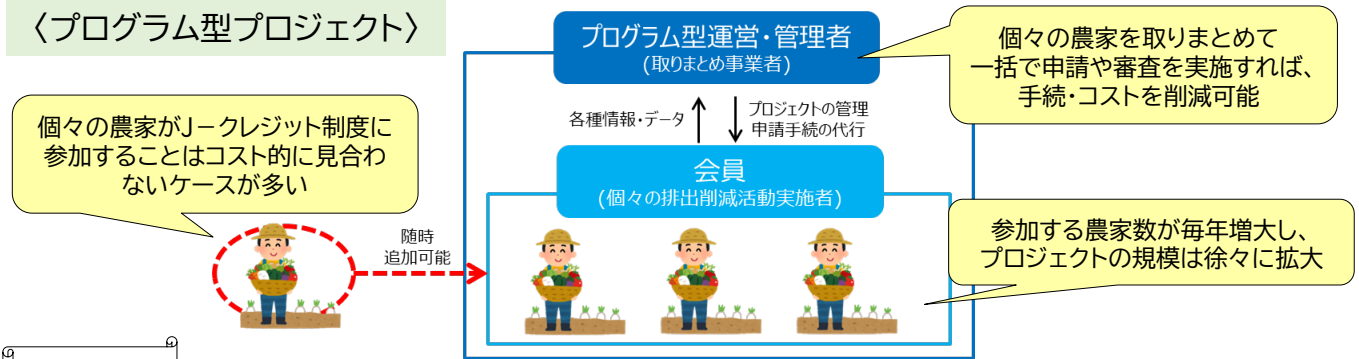 〈プログラム型プロジェクト〉
プログラム型運営・管理者
(取りまとめ事業者)
個々の農家を取りまとめて
一括で申請や審査を実施すれば、
手続・コストを削減可能
各種情報・データ
プロジェクトの管理
申請手続の代行
個々の農家がJ－クレジット制度に
参加することはコスト的に見合わ
ないケースが多い
会員
(個々の排出削減活動実施者)
随時
追加可能
参加する農家数が毎年増大し、
プロジェクトの規模は徐々に拡大